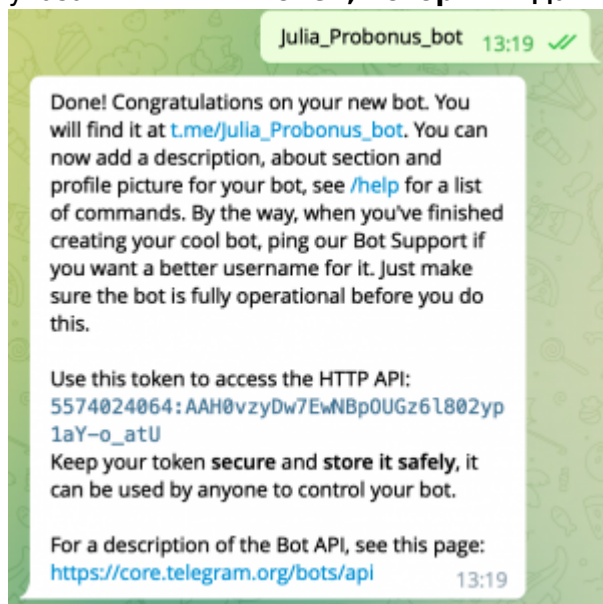 Julia_Probonus_bot 13:19
Done! Congratulations on your new bot. You
will find it at t.me/Julia_Probonus_bot. You can
now add a description, about section and
profile picture for your bot, see /help for a list
of commands. By the way, when you've finished
creating your cool bot, ping our Bot Support if
you want a better username for it. Just make
sure the bot is fully operational before you do
this.
Use this token to access the HTTP API:
5574024064:AAH0vzyDw7EwNBpOUGz6l802yp
1aY-o_atU
Keep your token secure and store it safely, it
can be used by anyone to control your bot.
For a description of the Bot API, see this page:
https://core.telegram.org/bots/api 13:19